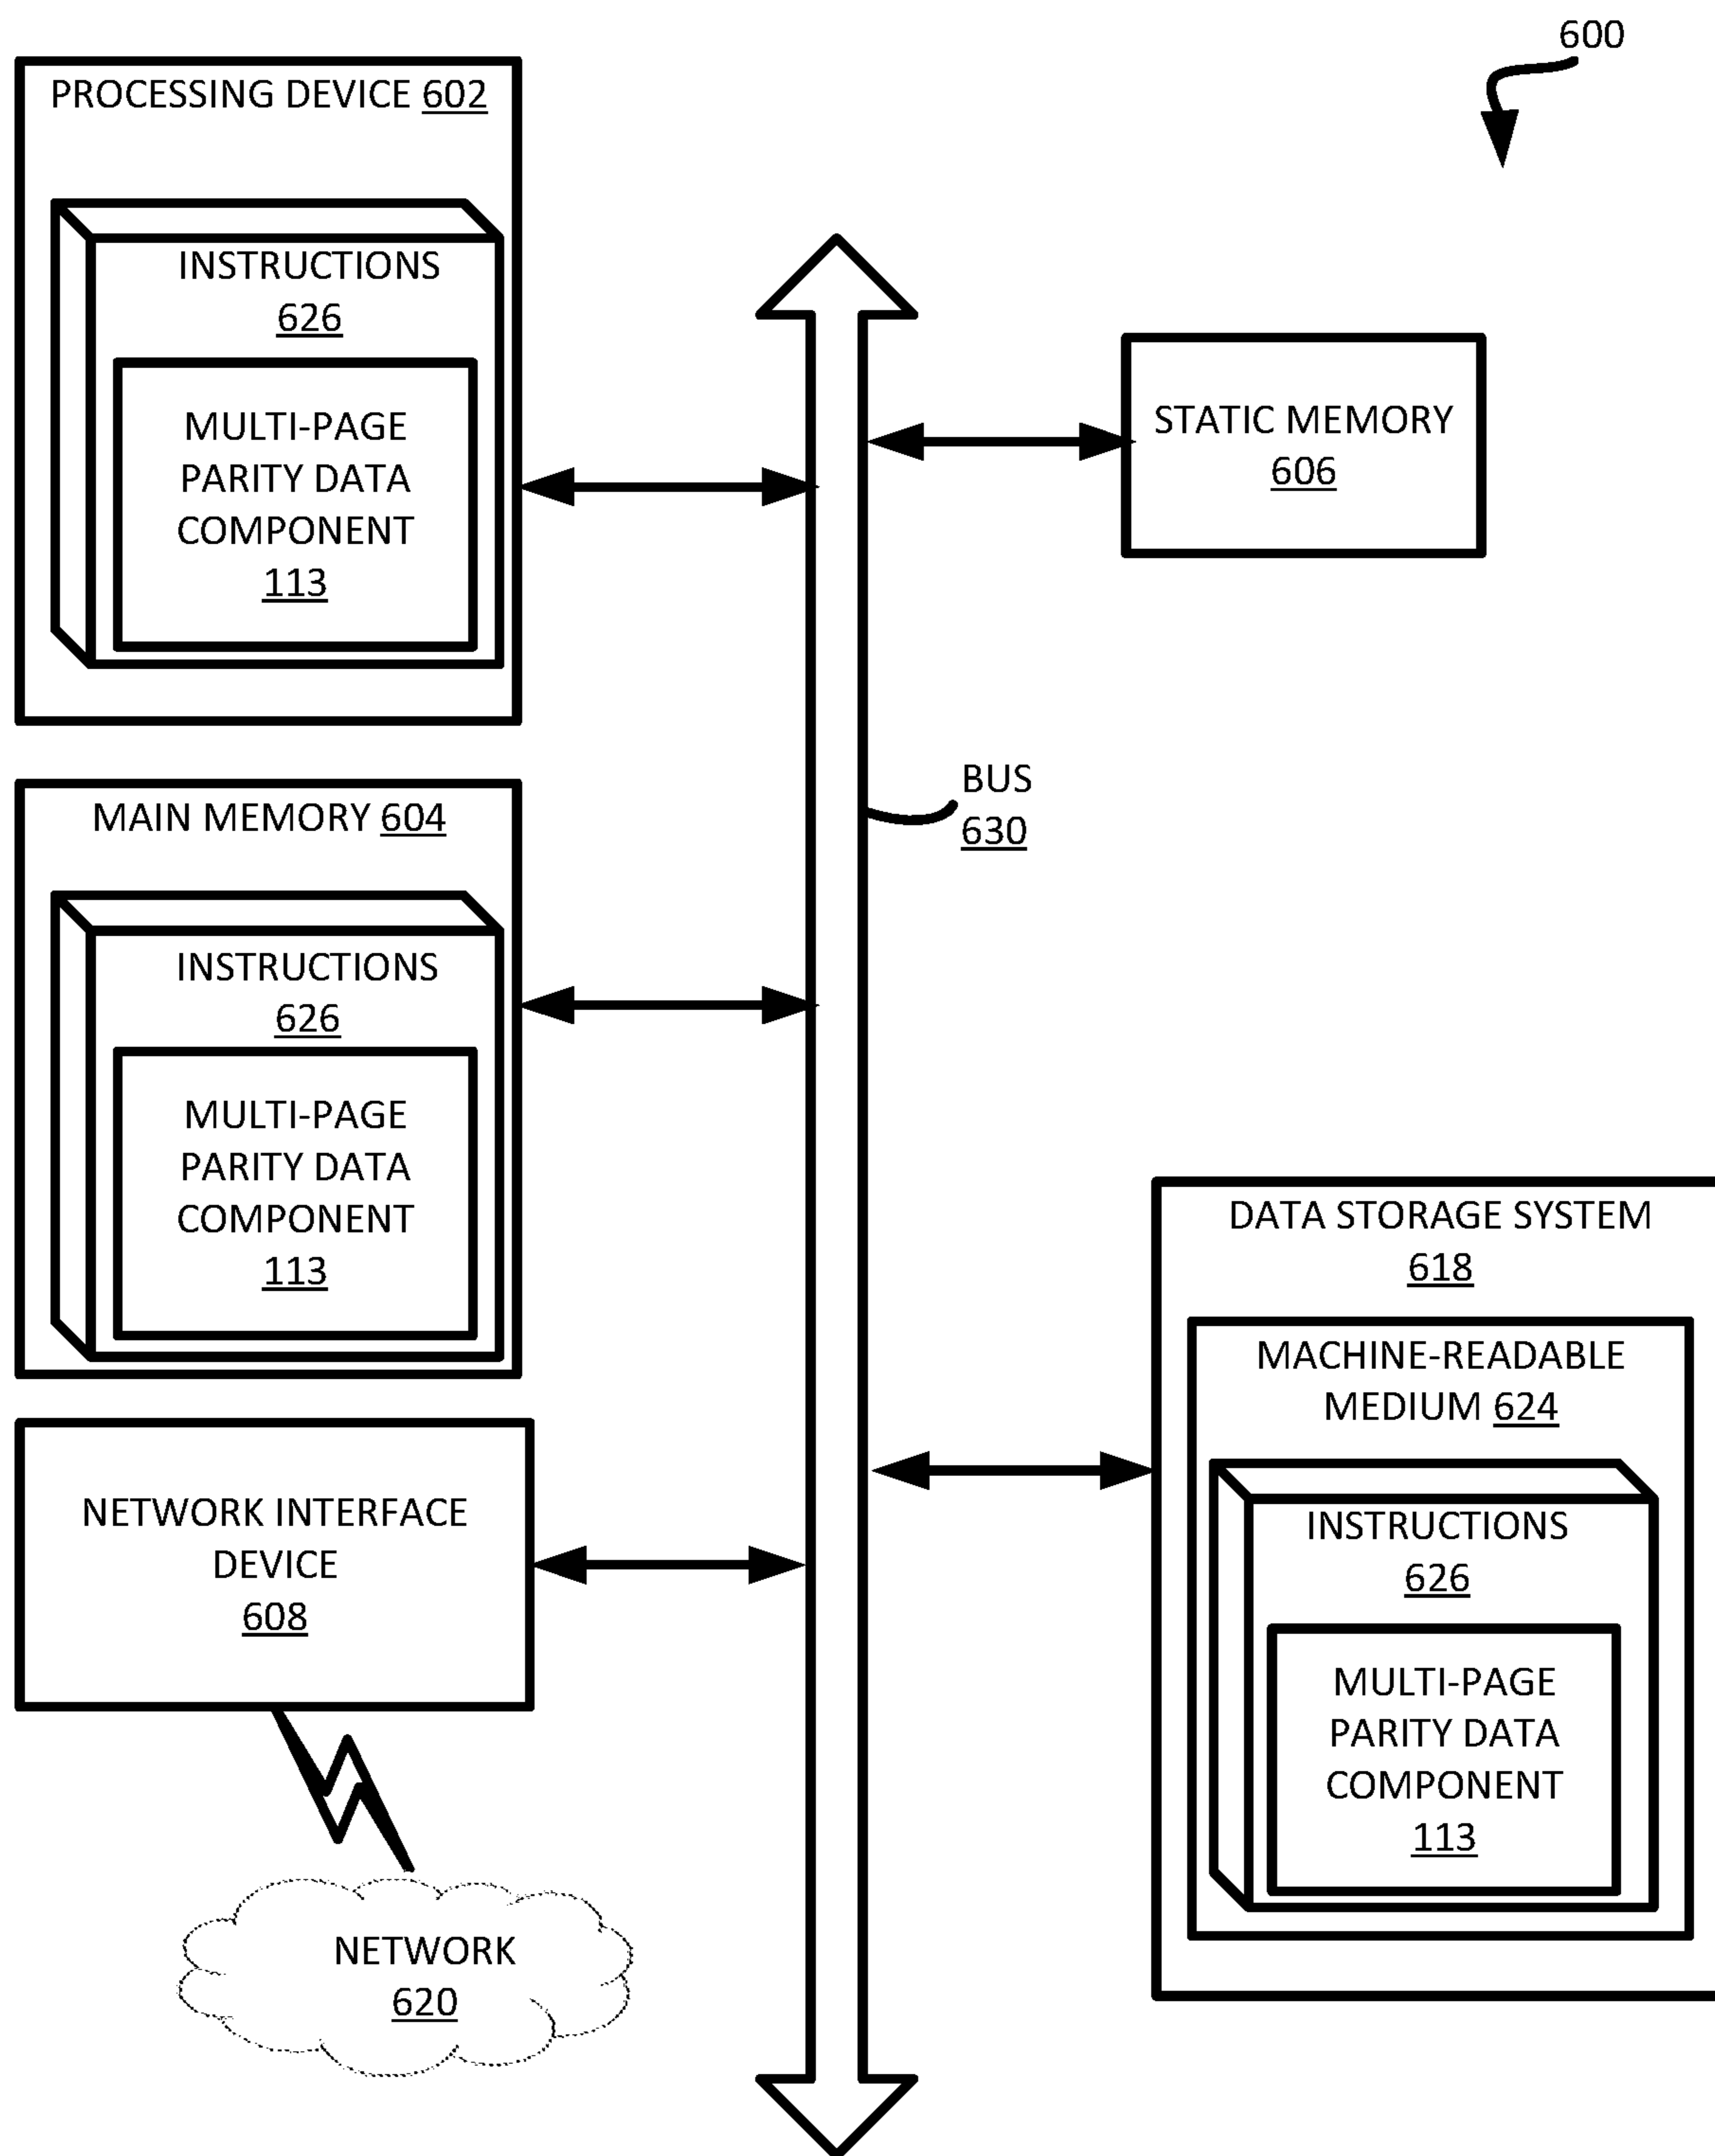 600
PROCESSING DEVICE 602
INSTRUCTIONS
626
MULTI-PAGE
PARITY DATA
COMPONENT
113
STATIC MEMORY
606
BUS
630
MAIN MEMORY 604
INSTRUCTIONS
626
MULTI-PAGE
PARITY DATA
COMPONENT
113
NETWORK INTERFACE
DEVICE
608
NETWORK
620
DATA STORAGE SYSTEM
618
MACHINE-READABLE
MEDIUM 624
INSTRUCTIONS
626
MULTI-PAGE
PARITY DATA
COMPONENT
113